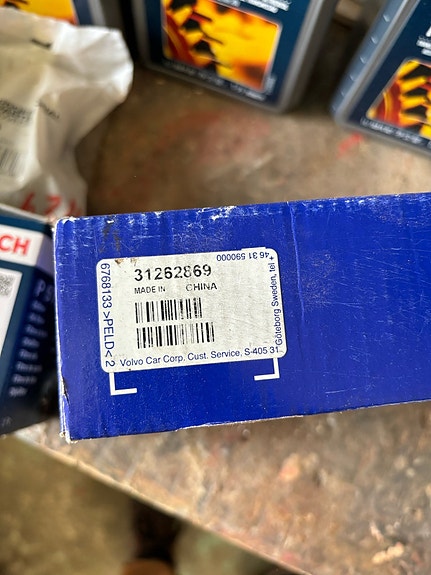 31262869
MADE IN CHINA
6768133 >PELD< 2
Volvo Car Corp. Cust. Service, S-405 31
Göteborg Sweden, tel
+46 31 590000
CH